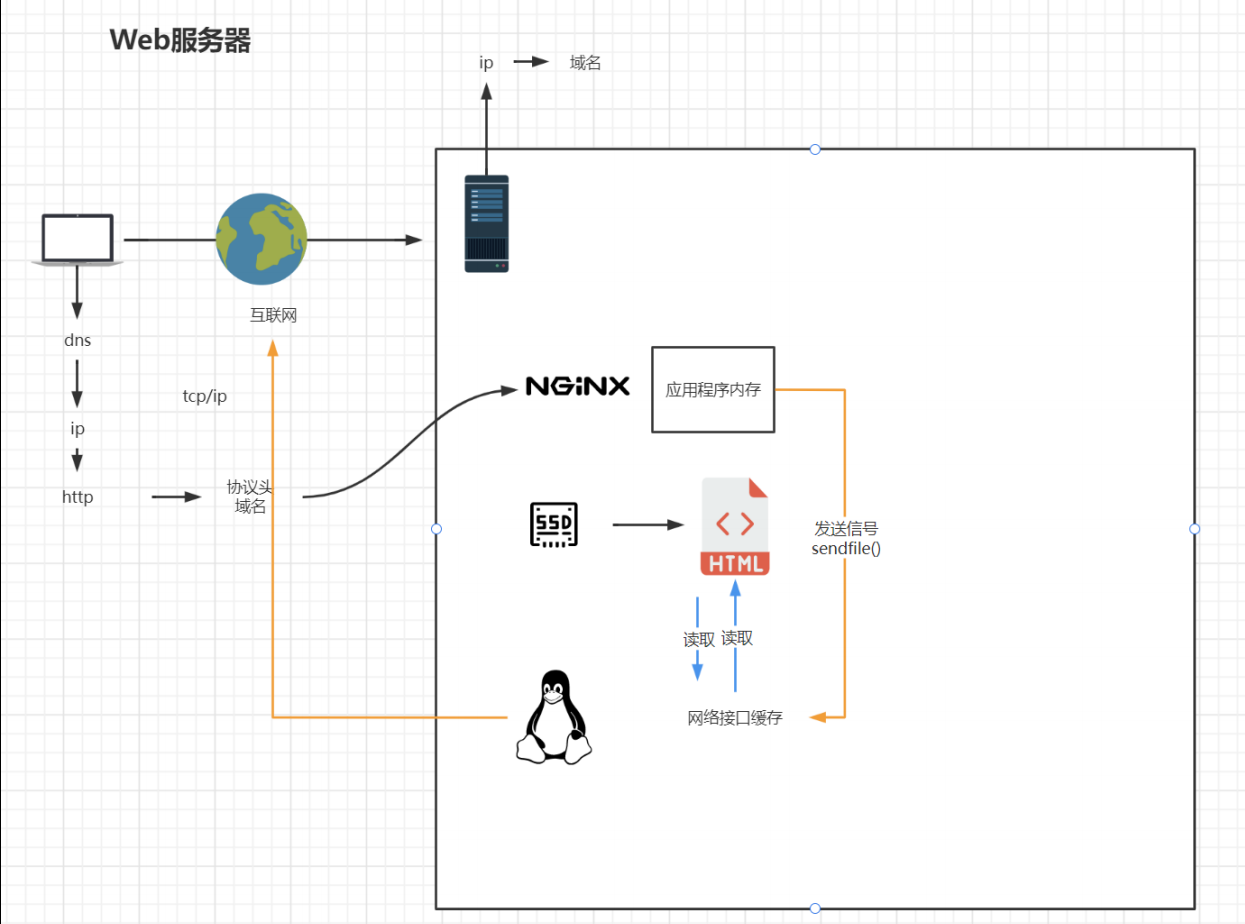 Web服务器
ip
域名
互联网
dns
tcp/ip
NGiNX
应用程序内存
ip
http
协议头
域名
SSD
HTML
发送信号
sendfile()
读取
读取
网络接口缓存